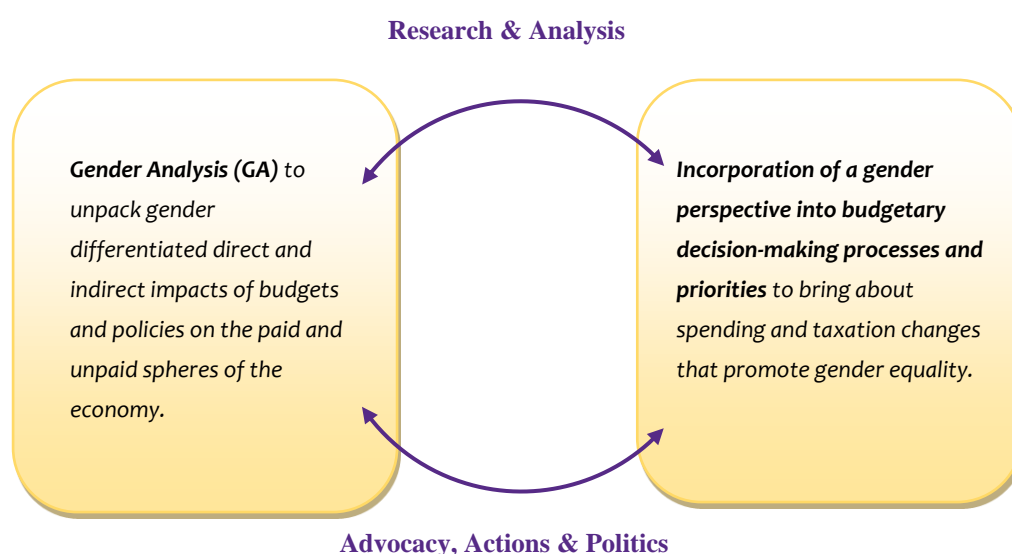 Research & Analysis
Gender Analysis (GA) to
unpack gender
differentiated direct and
indirect impacts of budgets
and policies on the paid and
unpaid spheres of the
economy.
Incorporation of a gender
perspective into budgetary
decision-making processes and
priorities to bring about
spending and taxation changes
that promote gender equality.
Advocacy, Actions & Politics